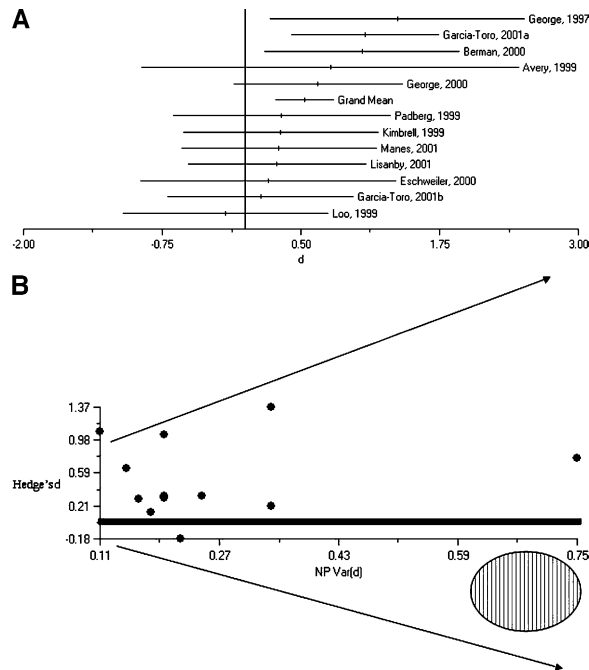 A
George, 1997
Garcia-Toro, 2001a
Berman, 2000
Avery, 1999
George, 2000
Grand Mean
Padberg, 1999
Kimbrell, 1999
Manes, 2001
Lisanby, 2001
Eschweiler, 2000
Garcia-Toro, 2001b
Loo, 1999
-2.00 -0.75 0.50 1.75 3.00
d
B
1.37
0.98
0.59
Hedge's d
0.21
-0.18
0.11 0.27 0.43 0.59 0.75
NP Var(d)